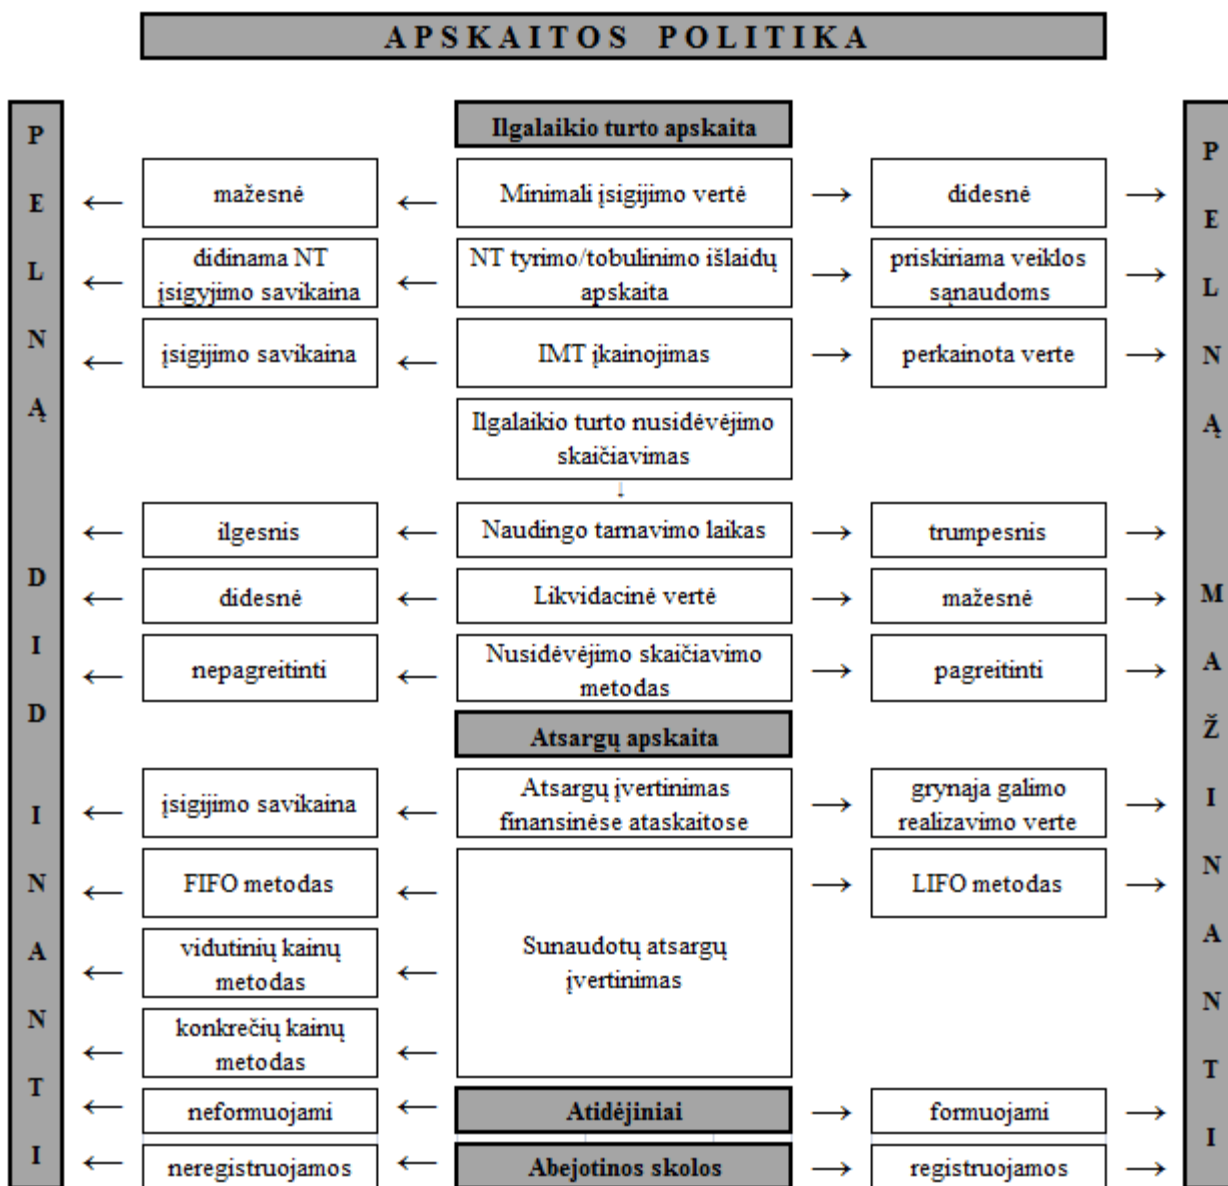 APSKAITOS POLITIKA
PELNĄ DIDINANTI
PELNĄ MAŽINANTI
Ilgalaikio turto apskaita
mažesnė
Minimali įsigijimo vertė
didesnė
didinama NT
įsigyjimo savikaina
NT tyrimo/tobulinimo išlaidų
apskaita
priskiriama veiklos
sąnaudoms
įsigijimo savikaina
IMT įkainojimas
perkainota verte
Ilgalaikio turto nusidėvėjimo
skaičiavimas
ilgesnis
Naudingo tarnavimo laikas
trumpesnis
didesnė
Likvidacinė vertė
mažesnė
nepagreitinti
Nusidėvėjimo skaičiavimo
metodas
pagreitinti
Atsargų apskaita
įsigijimo savikaina
Atsargų įvertinimas
finansinėse ataskaitose
grynąja galimo
realizavimo verte
FIFO metodas
Sunaudotų atsargų
įvertinimas
LIFO metodas
vidutinių kainų
metodas
konkrečių kainų
metodas
neformuojami
Atidėjiniai
formuojami
neregistruojamos
Abejotinos skolos
registruojamos